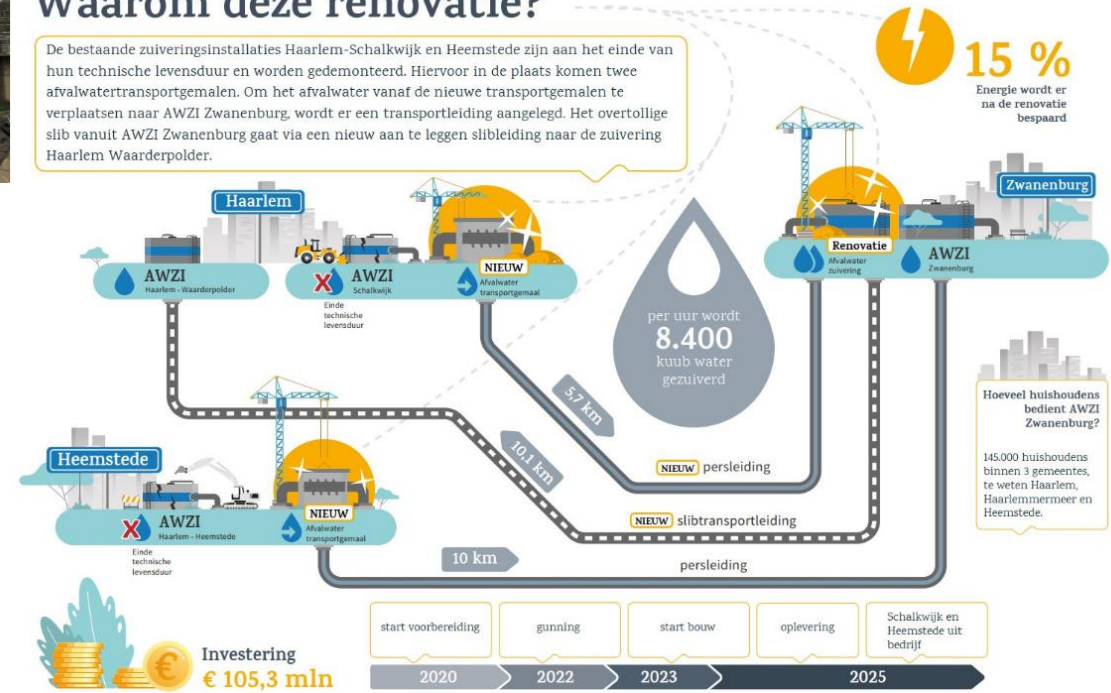 Waarom deze renovatie?
De bestaande zuiveringsinstallaties Haarlem-Schalkwijk en Heemstede zijn aan het einde van
hun technische levensduur en worden gedemonteerd. Hiervoor in de plaats komen twee
afvalwatertransportgemalen. Om het afvalwater vanaf de nieuwe transportgemalen te
verplaatsen naar AWZI Zwanenburg, wordt er een transportleiding aangelegd. Het overtollige
slib vanuit AWZI Zwanenburg gaat via een nieuw aan te leggen slibleiding naar de zuivering
Haarlem Waarderpolder.
15 %
Energie wordt er
na de renovatie
bespaard
Haarlem
AWZI
Haarlem - Waarderpolder
AWZI
Schalkwijk
Einde
technische
levensduur
NIEUW
Afvalwater
transportgemaal
Zwanenburg
Renovatie
Afvalwater
zuivering
AWZI
Zwanenburg
per uur wordt
8.400
kuub water
gezuiverd
5,7 km
10,1 km
NIEUW persleiding
NIEUW slibtransportleiding
10 km
persleiding
Hoeveel huishoudens
bedient AWZI
Zwanenburg?
145.000 huishoudens
binnen 3 gemeentes,
te weten Haarlem,
Haarlemmermeer en
Heemstede.
Heemstede
AWZI
Haarlem - Heemstede
Einde
technische
levensduur
NIEUW
Afvalwater
transportgemaal
Investering
€ 105,3 mln
start voorbereiding
gunning
start bouw
oplevering
Schalkwijk en
Heemstede uit
bedrijf
2020
2022
2023
2025